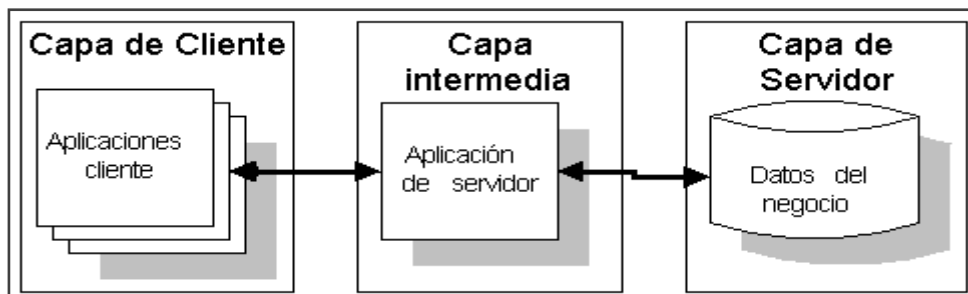 Capa de Cliente
Aplicaciones
cliente
Capa
intermedia
Aplicación
de servidor
Capa de
Servidor
Datos del
negocio